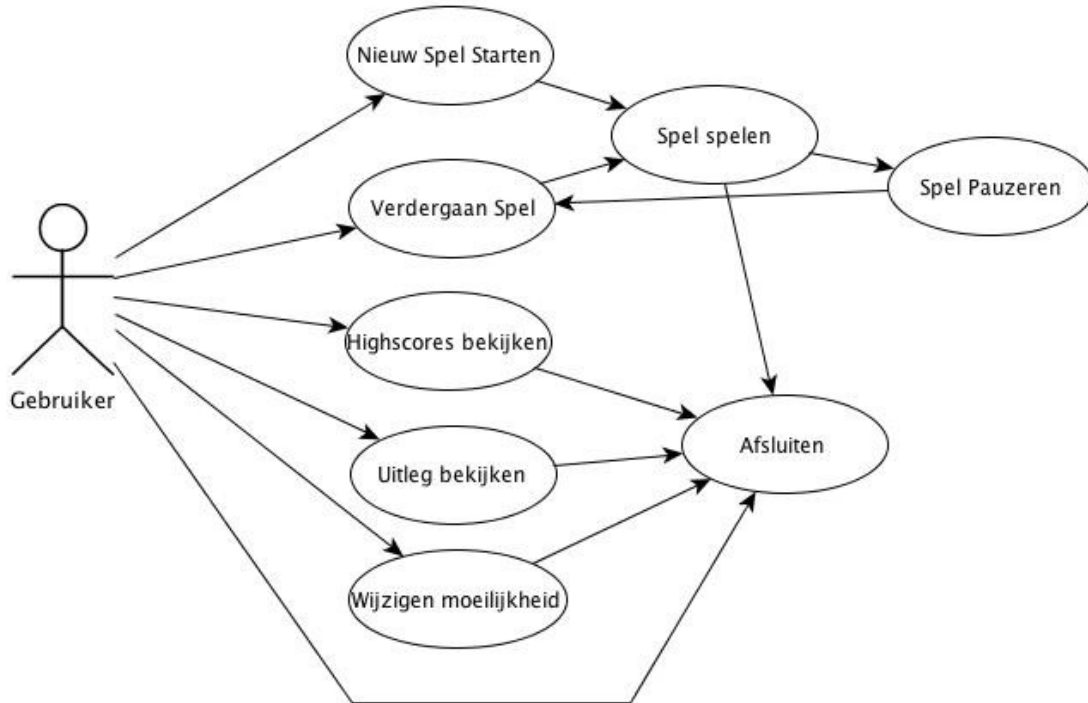 Nieuw Spel Starten
Spel spelen
Spel Pauzeren
Verdergaan Spel
Highscores bekijken
Gebruiker
Afsluiten
Uitleg bekijken
Wijzigen moeilijkheid